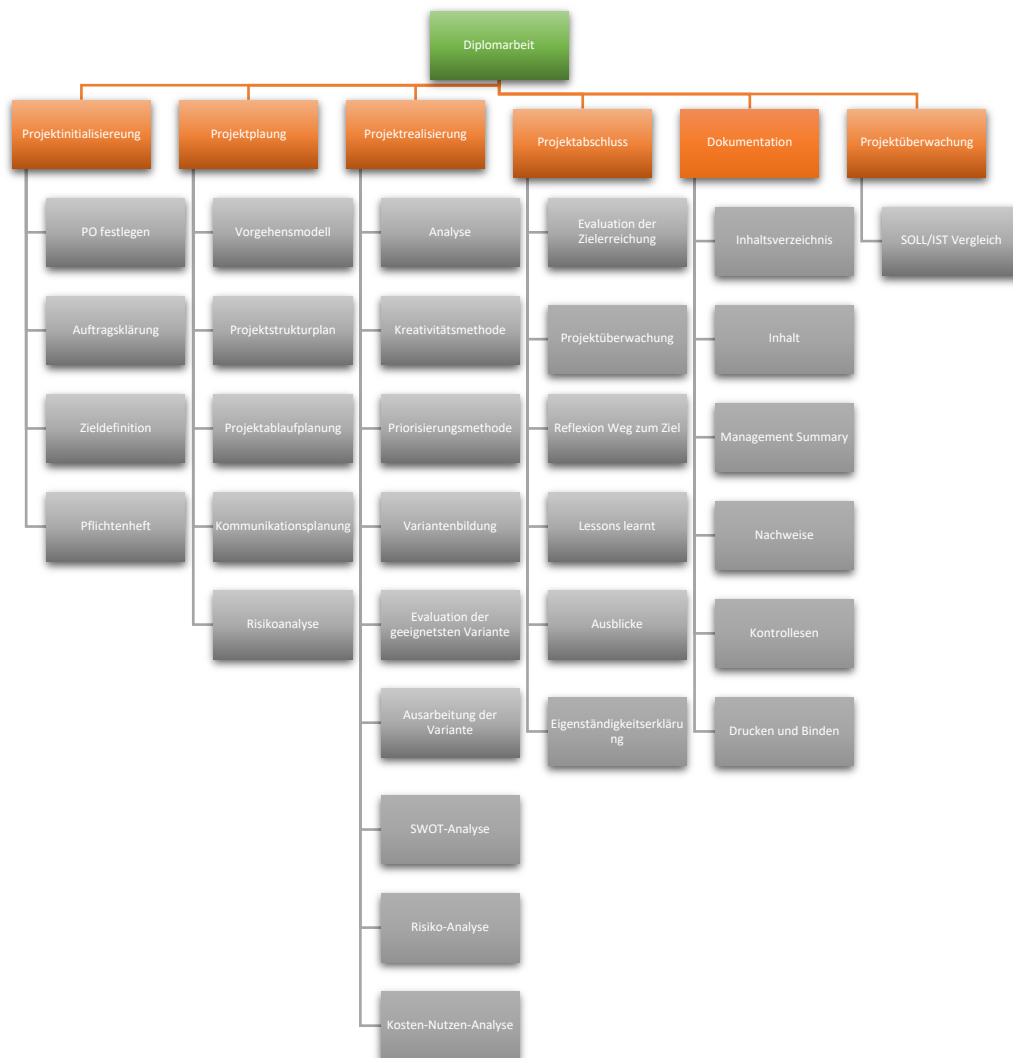 Diplomarbeit
Projektinitialisiereung
PO festlegen
Auftragsklärung
Zieldefinition
Pflichtenheft
Projektplaung
Vorgehensmodell
Projektstrukturplan
Projektablaufplanung
Kommunikationsplanung
Risikoanalyse
Projektrealisierung
Analyse
Kreativitätsmethode
Priorisierungsmethode
Variantenbildung
Evaluation der
geeignetsten Variante
Ausarbeitung der
Variante
SWOT-Analyse
Risiko-Analyse
Kosten-Nutzen-Analyse
Projektabschluss
Evaluation der
Zielerreichung
Projektüberwachung
Reflexion Weg zum Ziel
Lessons learnt
Ausblicke
Eigenständigkeitserkläru
ng
Dokumentation
Inhaltsverzeichnis
Inhalt
Management Summary
Nachweise
Kontrollesen
Drucken und Binden
Projektüberwachung
SOLL/IST Vergleich